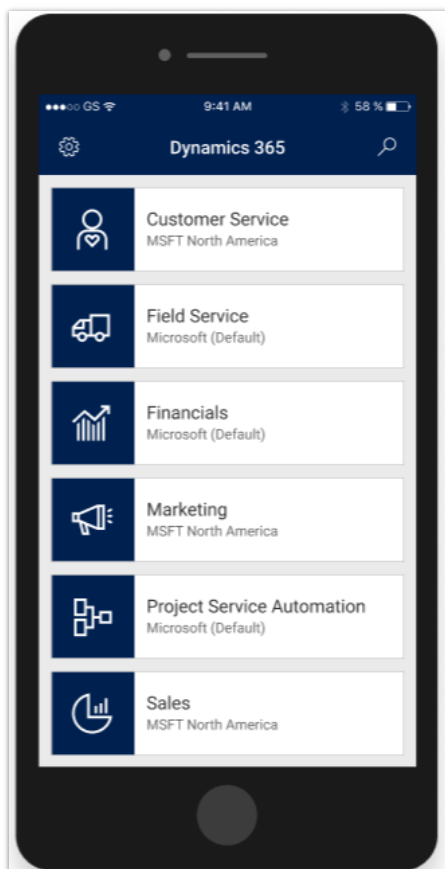 ●●●○○ GS 9:41 AM 58 %
Dynamics 365
Customer Service
MSFT North America
Field Service
Microsoft (Default)
Financials
Microsoft (Default)
Marketing
MSFT North America
Project Service Automation
Microsoft (Default)
Sales
MSFT North America